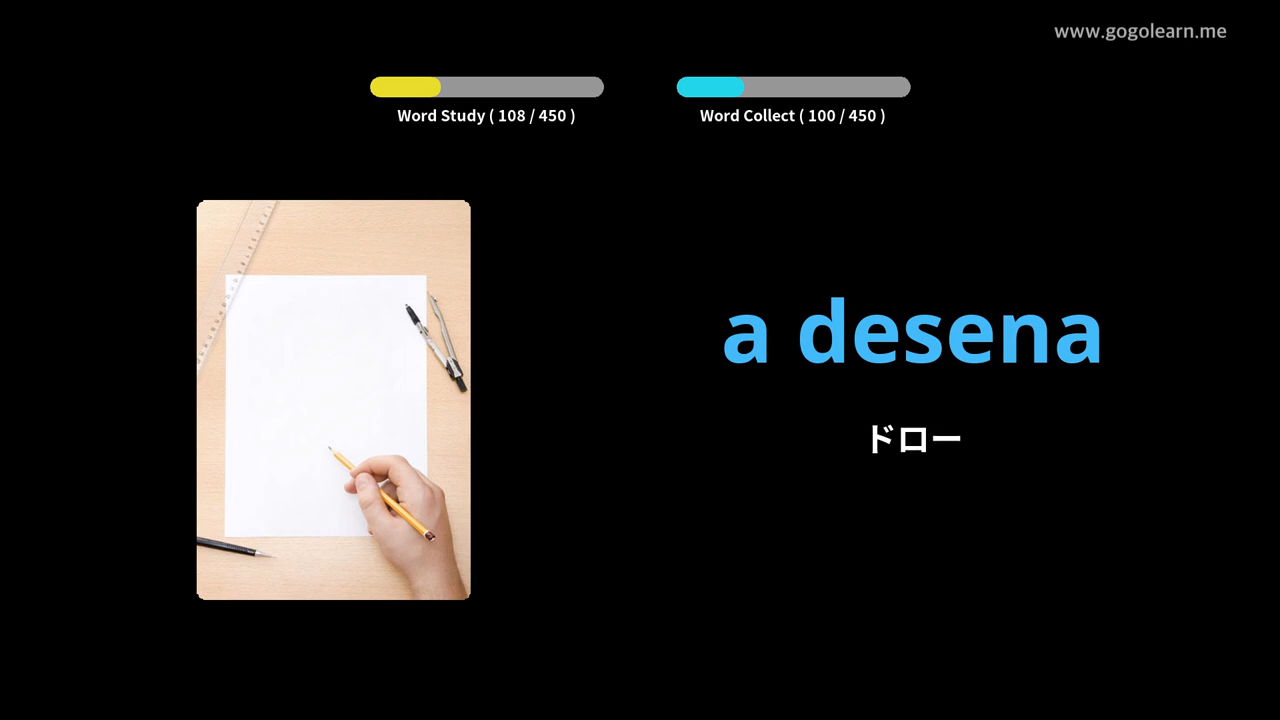 www.gogolearn.me
Word Study ( 108 / 450 )
Word Collect ( 100 / 450 )
a desena
ドロー